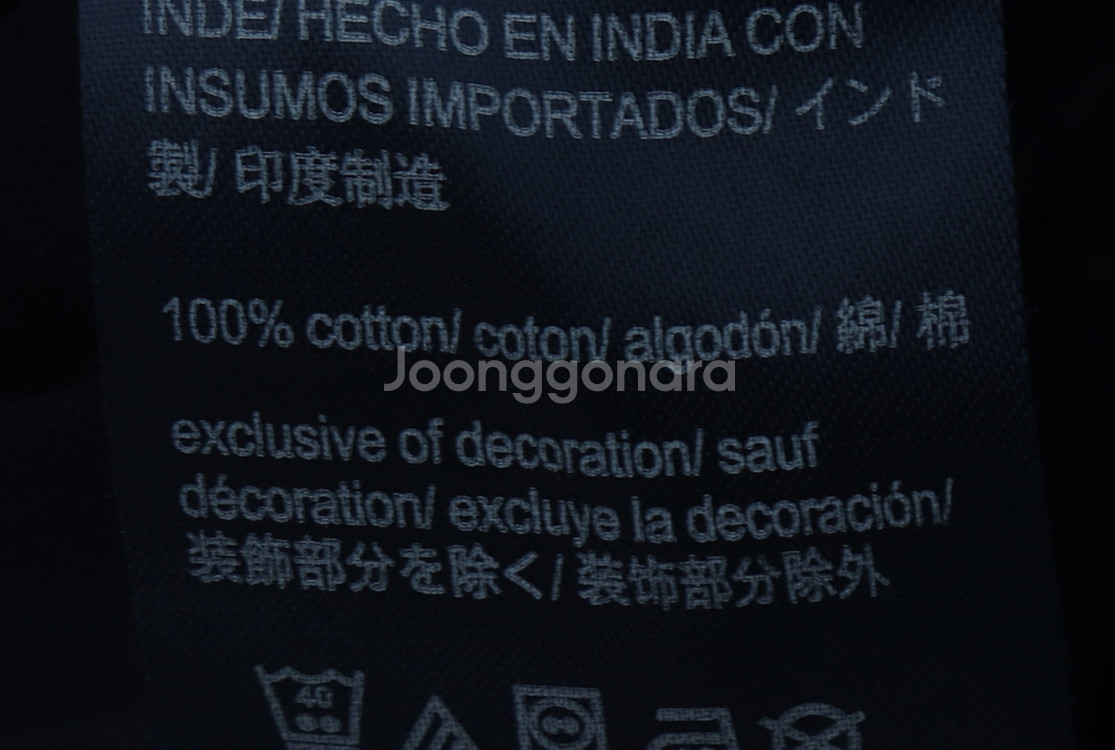 INDE/ HECHO EN INDIA CON
INSUMOS IMPORTADOS/ インド
製/ 印度制造
100% cotton/ coton/ algodón/ 綿/ 棉
Joonggonara
exclusive of decoration/ sauf
décoration/ excluye la decoración/
装飾部分を除く/ 装饰部分除外
40